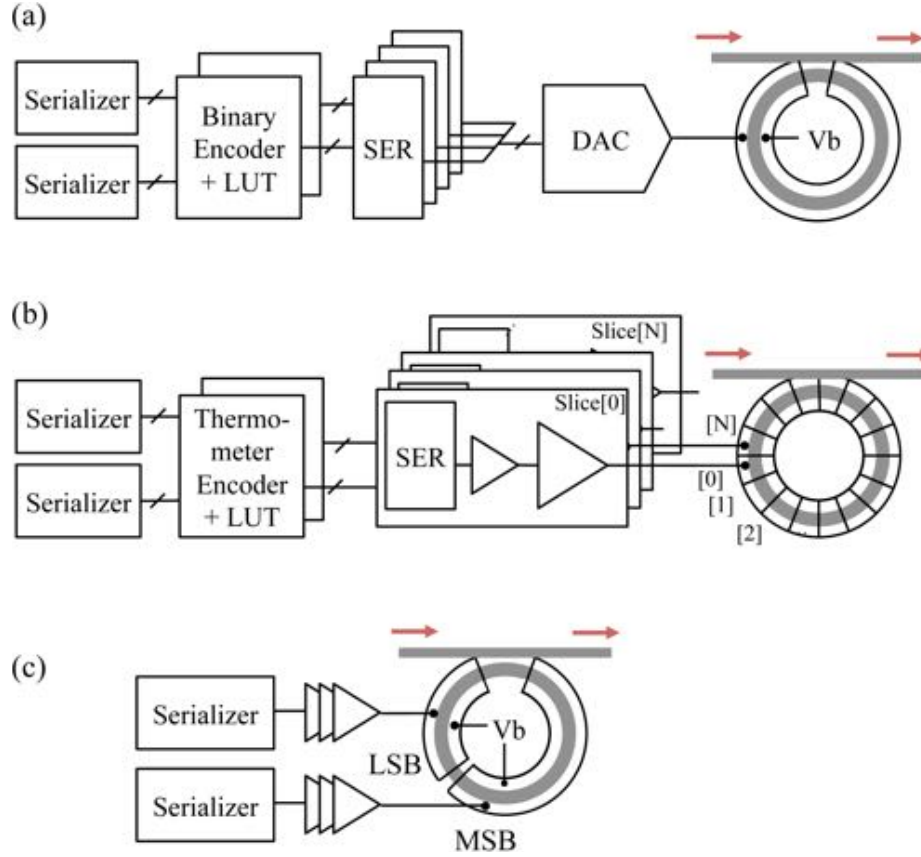 (a)
Serializer
Serializer
Binary
Encoder
+ LUT
SER
DAC
Vb
(b)
Serializer
Serializer
Thermo-
meter
Encoder
+ LUT
Slice[N]
Slice[0]
SER
[N]
[0]
[1]
[2]
(c)
Serializer
Serializer
Vb
LSB
MSB